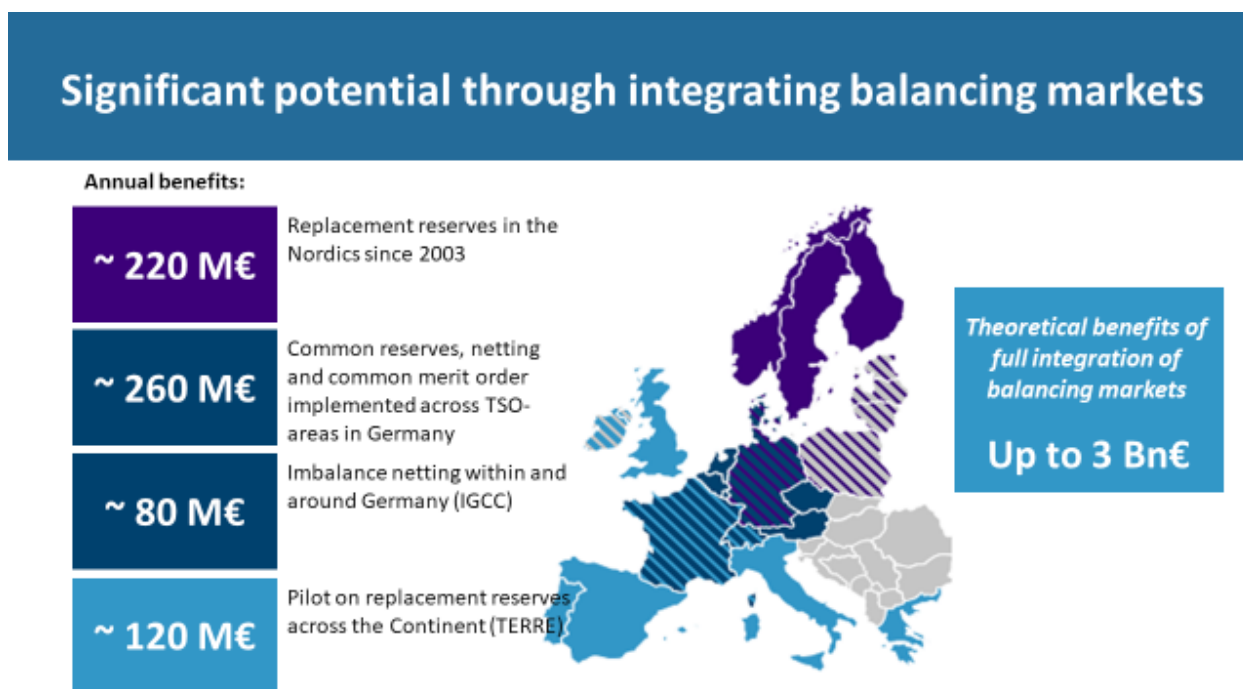 Significant potential through integrating balancing markets
Annual benefits:
~ 220 M€
Replacement reserves in the
Nordics since 2003
~ 260 M€
Common reserves, netting
and common merit order
implemented across TSO-
areas in Germany
~ 80 M€
Imbalance netting within and
around Germany (IGCC)
~ 120 M€
Pilot on replacement reserves
across the Continent (TERRE)
Theoretical benefits of
full integration of
balancing markets
Up to 3 Bn€